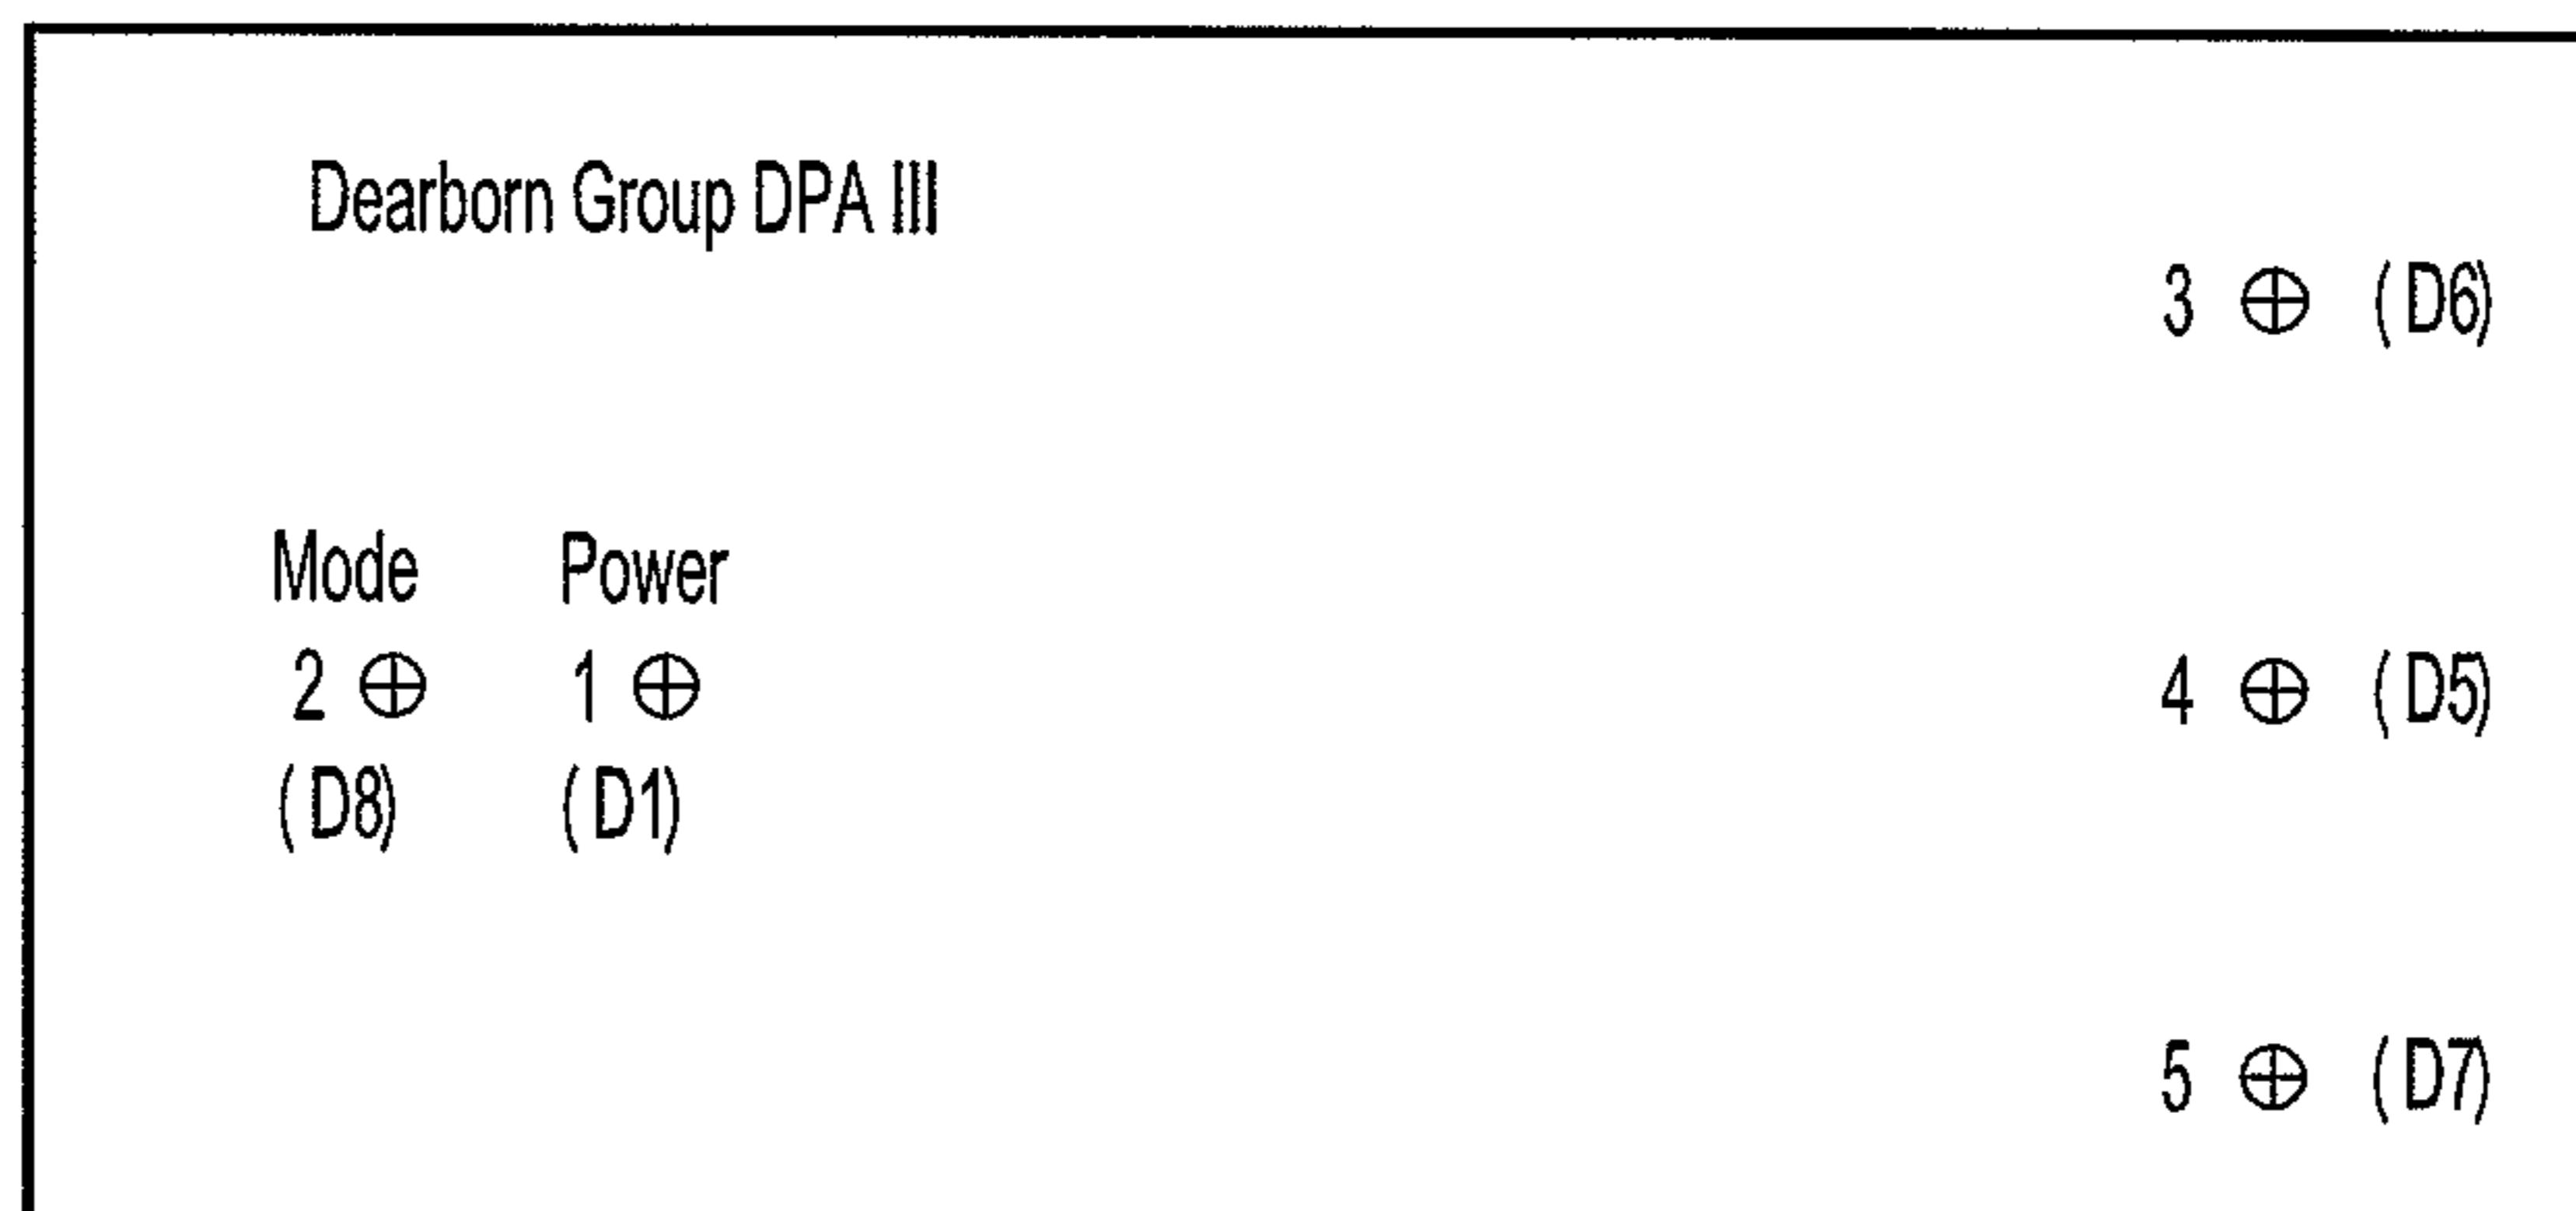 Dearborn Group DPA III
3 ⊕ (D6)
Mode Power
2 ⊕ 1 ⊕ 4 ⊕ (D5)
(D8) (D1)
5 ⊕ (D7)